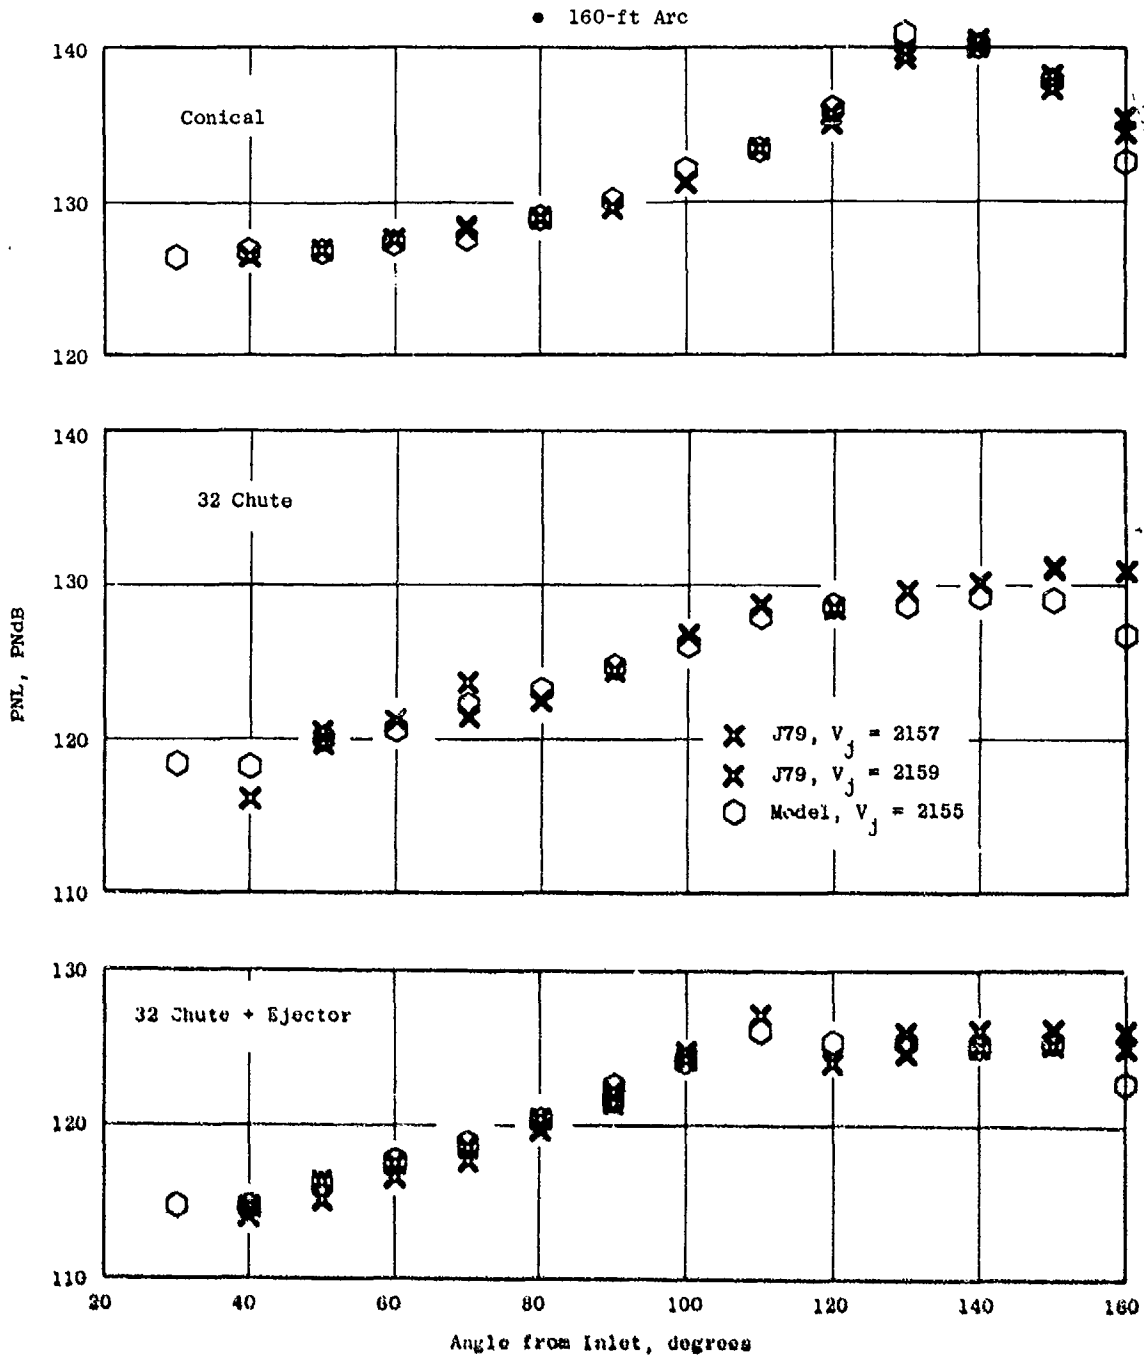 • 160-ft Arc
140
Conical
130
120
140
32 Chute
130
PNL, PNdB
120
J79, Vj = 2157
J79, Vj = 2159
Model, Vj = 2155
110
130
32 Chute + Ejector
120
110
20 40 60 80 100 120 140 160
Angle from Inlet, degrees